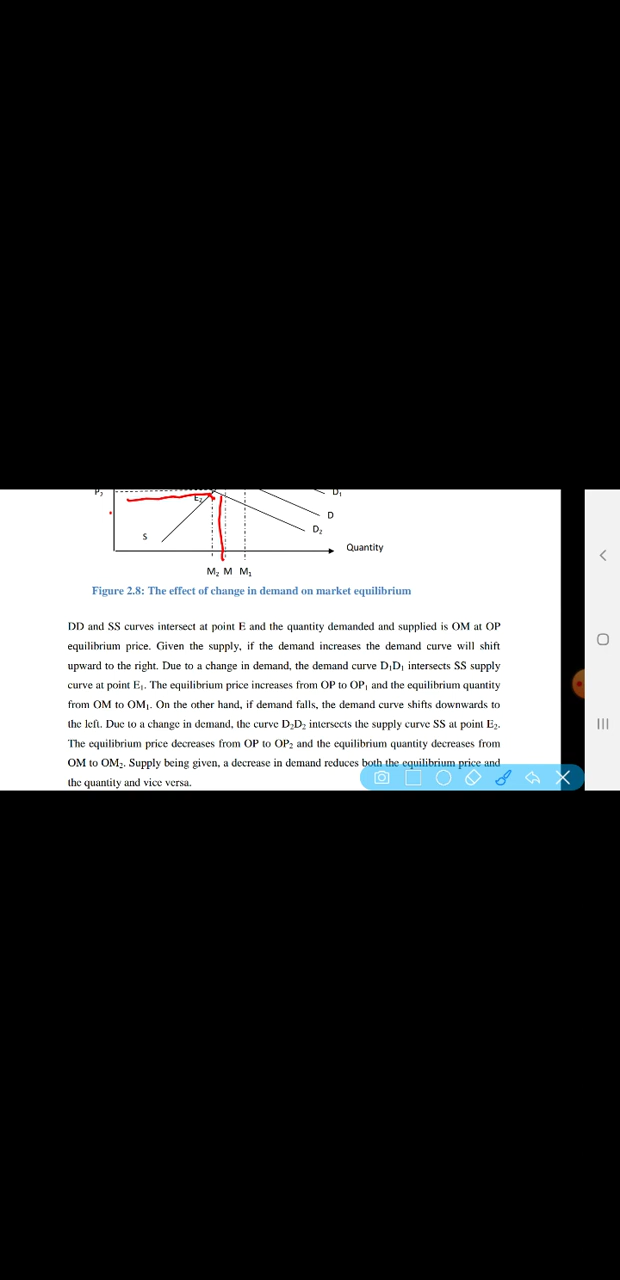 P₂
E₂
D₁
D
D₂
S
Quantity
M₂ M M₁
Figure 2.8: The effect of change in demand on market equilibrium
DD and SS curves intersect at point E and the quantity demanded and supplied is OM at OP
equilibrium price. Given the supply, if the demand increases the demand curve will shift
upward to the right. Due to a change in demand, the demand curve D₁D₁ intersects SS supply
curve at point E₁. The equilibrium price increases from OP to OP₁ and the equilibrium quantity
from OM to OM₁. On the other hand, if demand falls, the demand curve shifts downwards to
the left. Due to a change in demand, the curve D₂D₂ intersects the supply curve SS at point E₂.
The equilibrium price decreases from OP to OP₂ and the equilibrium quantity decreases from
OM to OM₂. Supply being given, a decrease in demand reduces both the equilibrium price and
the quantity and vice versa.